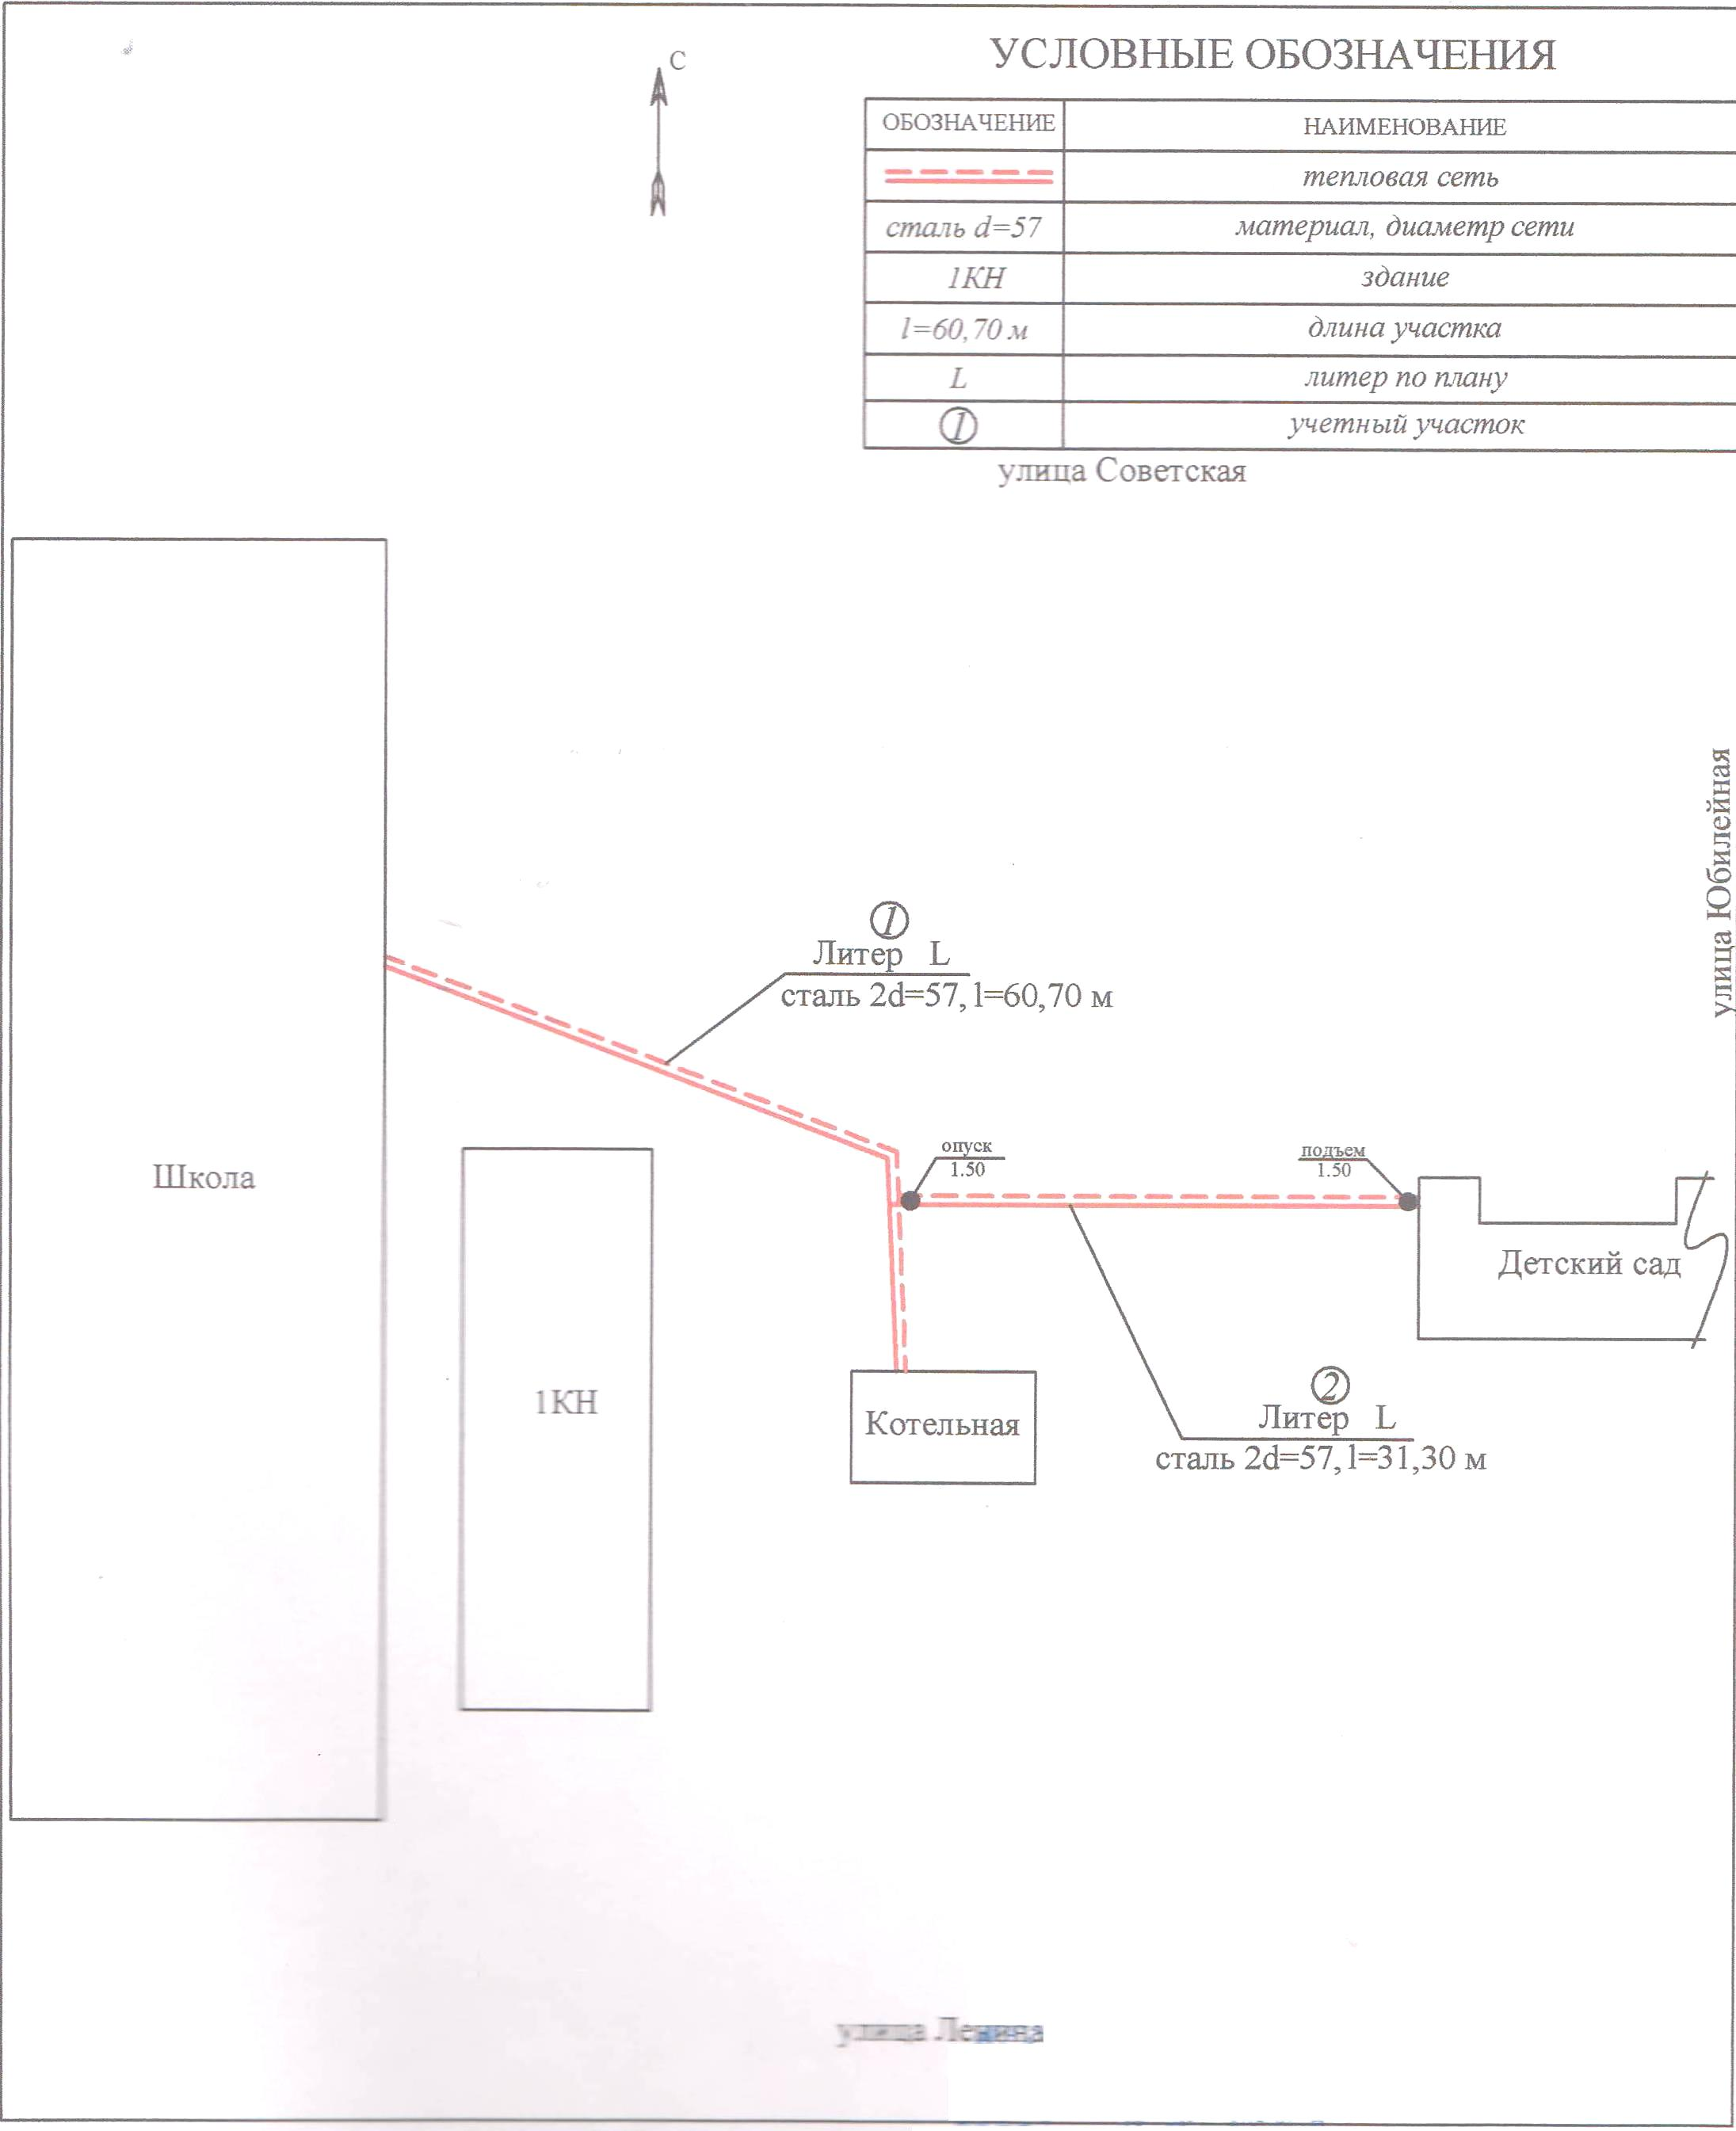 С
УСЛОВНЫЕ ОБОЗНАЧЕНИЯ
ОБОЗНАЧЕНИЕ НАИМЕНОВАНИЕ
тепловая сеть
сталь d=57 материал, диаметр сети
1КН здание
l=60,70 м длина участка
L литер по плану
1 учетный участок
улица Советская
улица Юбилейная
1
Литер L
сталь 2d=57, l=60,70 м
опуск
1.50
подъем
1.50
Школа
Детский сад
1КН
Котельная
2
Литер L
сталь 2d=57, l=31,30 м
улица Ленина